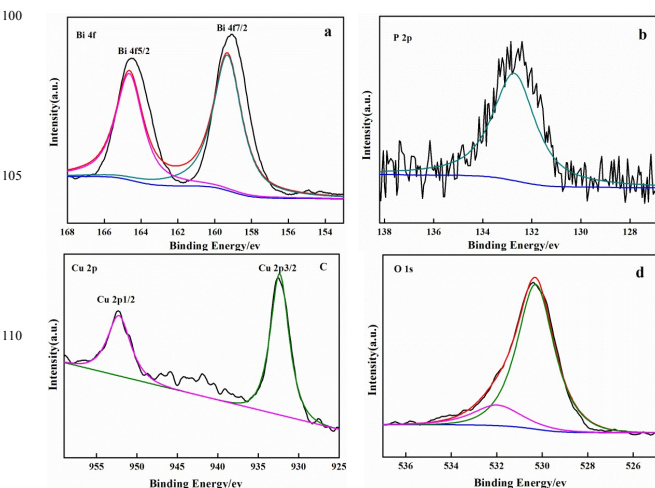 100
105
110
Bi 4f
a
Bi 4f5/2
Bi 4f7/2
Intensity(a.u.)
168 166 164 162 160 158 156 154
Binding Energy/ev
P 2p
b
Intensity(a.u.)
138 136 134 132 130 128
Binding Energy/ev
Cu 2p
C
Cu 2p1/2
Cu 2p3/2
Intensity(a.u.)
955 950 945 940 935 930 925
Binding Energy/ev
O 1s
d
Intensity(a.u.)
536 534 532 530 528 526
Binding Energy/ev